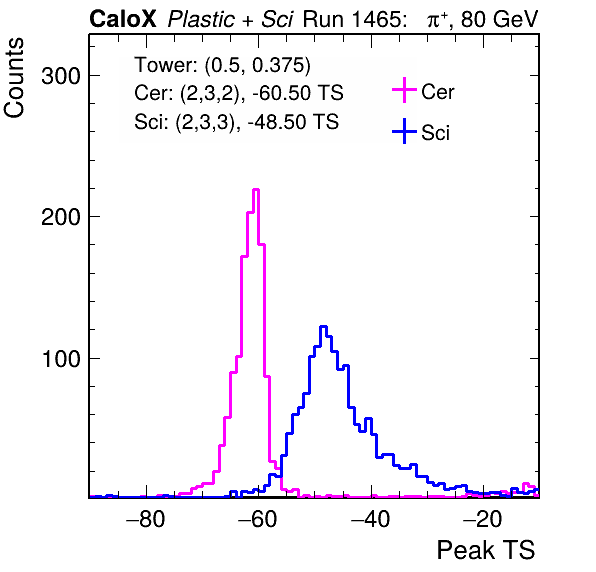 CaloX Plastic + Sci Run 1465: π⁺, 80 GeV
Counts
Tower: (0.5, 0.375)
Cer: (2,3,2), -60.50 TS
Sci: (2,3,3), -48.50 TS
Cer
Sci
300
200
100
−80 −60 −40 −20
Peak TS